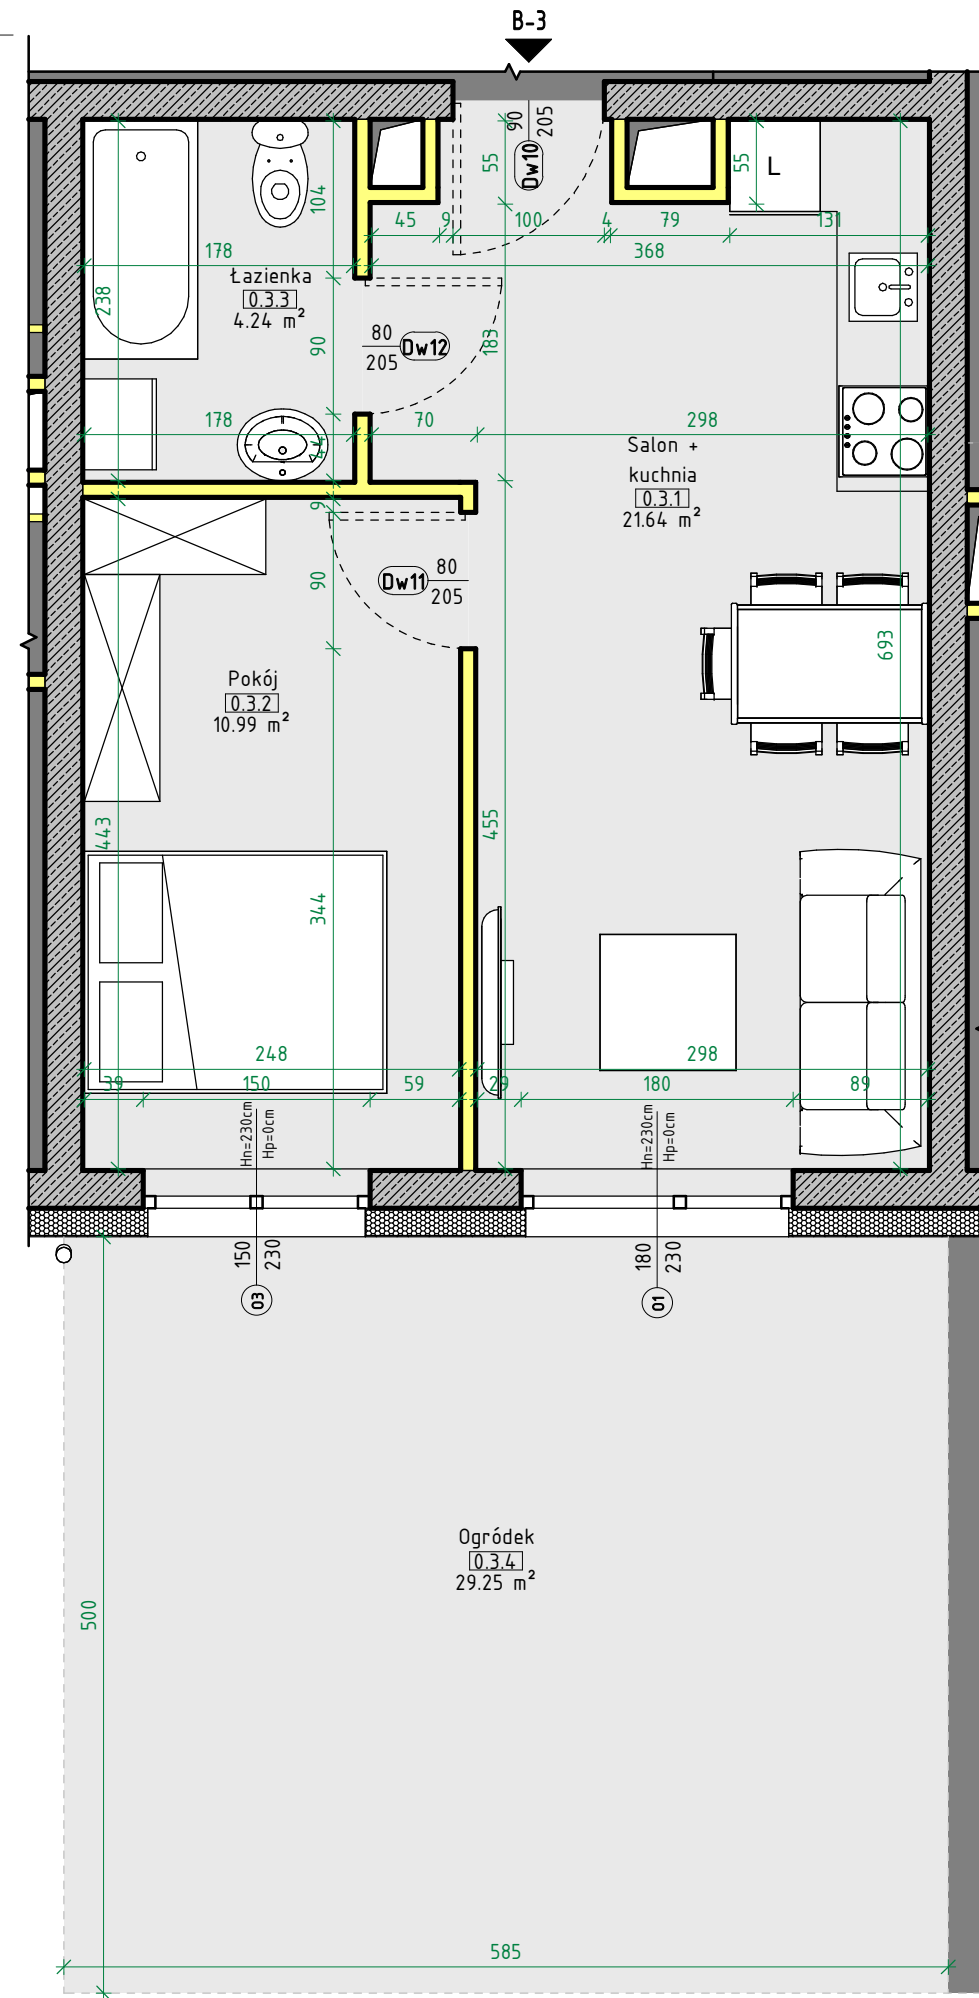 B-3
90
205
Dw10
55
104
55
L
45
9
100
4
79
131
178
368
Łazienka
0.3.3
4.24 m²
238
90
80
205
Dw12
183
178
70
298
44
Salon +
kuchnia
0.3.1
21.64 m²
9
90
Dw11
80
205
693
Pokój
0.3.2
10.99 m²
443
455
344
248
298
39
150
59
29
180
89
Hn=230cm
Hp=0cm
Hn=230cm
Hp=0cm
150
230
180
230
03
01
Ogródek
0.3.4
29.25 m²
500
585